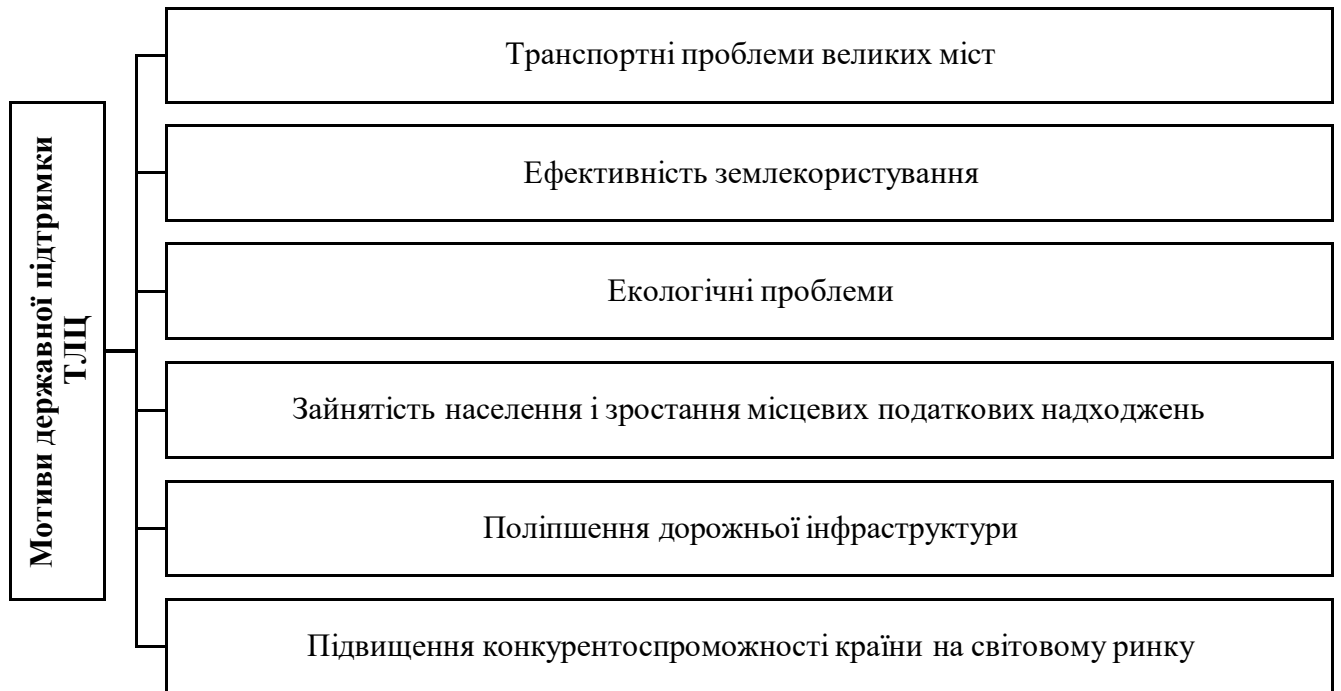 Мотиви державної підтримки
ТЛЦ
Транспортні проблеми великих міст
Ефективність землекористування
Екологічні проблеми
Зайнятість населення і зростання місцевих податкових надходжень
Поліпшення дорожньої інфраструктури
Підвищення конкурентоспроможності країни на світовому ринку